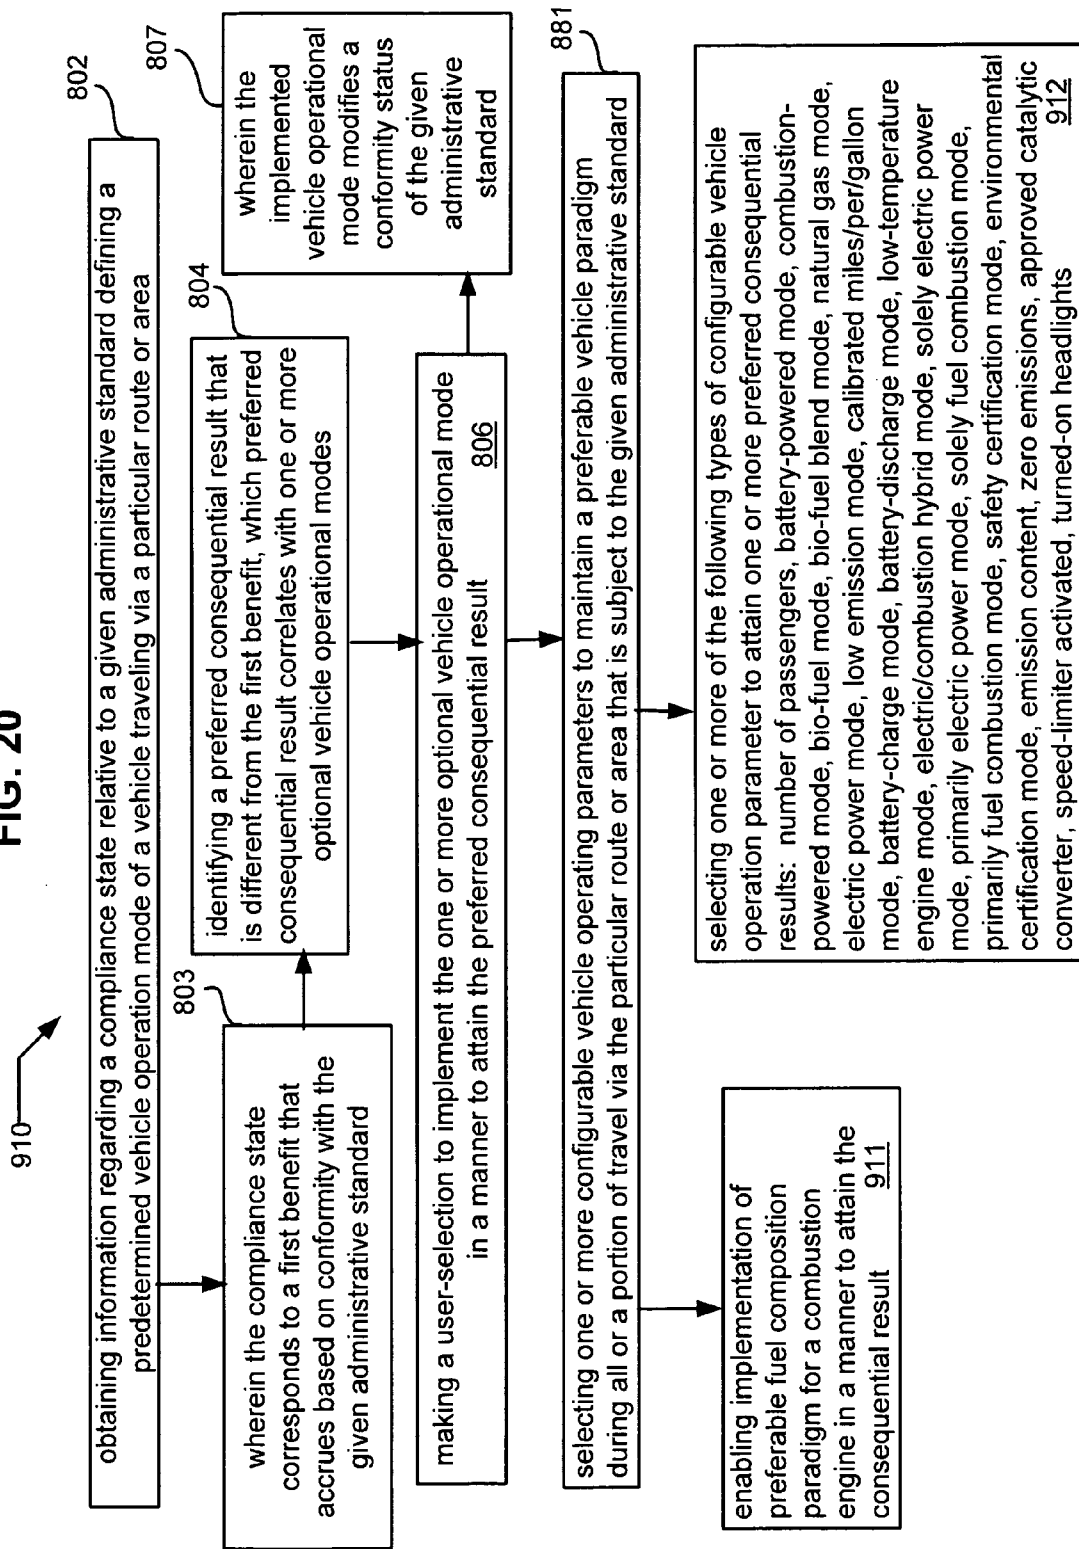 FIG. 20
910
802
obtaining information regarding a compliance state relative to a given administrative standard defining a
predetermined vehicle operation mode of a vehicle traveling via a particular route or area
803
wherein the compliance state
corresponds to a first benefit that
accrues based on conformity with the
given administrative standard
804
identifying a preferred consequential result that
is different from the first benefit, which preferred
consequential result correlates with one or more
optional vehicle operational modes
807
wherein the
implemented
vehicle operational
mode modifies a
conformity status
of the given
administrative
standard
making a user-selection to implement the one or more optional vehicle operational mode
in a manner to attain the preferred consequential result 806
881
selecting one or more configurable vehicle operating parameters to maintain a preferable vehicle paradigm
during all or a portion of travel via the particular route or area that is subject to the given administrative standard
enabling implementation of
preferable fuel composition
paradigm for a combustion
engine in a manner to attain the
consequential result 911
selecting one or more of the following types of configurable vehicle
operation parameter to attain one or more preferred consequential
results: number of passengers, battery-powered mode, combustion-
powered mode, bio-fuel mode, bio-fuel blend mode, natural gas mode,
electric power mode, low emission mode, calibrated miles/per/gallon
mode, battery-charge mode, battery-discharge mode, low-temperature
engine mode, electric/combustion hybrid mode, solely electric power
mode, primarily electric power mode, solely fuel combustion mode,
primarily fuel combustion mode, safety certification mode, environmental
certification mode, emission content, zero emissions, approved catalytic
converter, speed-limiter activated, turned-on headlights 912